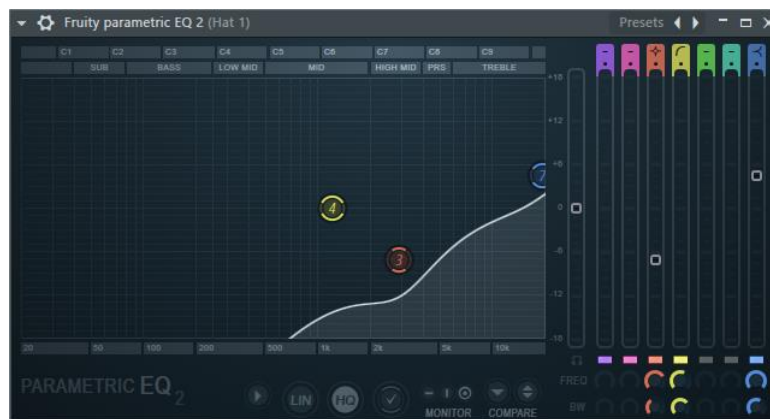 Fruity parametric EQ 2 (Hat 1)
Presets
C1 C2 C3 C4 C5 C6 C7 C8 C9
SUB BASS LOW MID MID HIGH MID PRS TREBLE
+18
+12
+6
7
4
0
3
-6
-12
-18
20 50 100 200 500 1k 2k 5k 10k
FREQ
PARAMETRIC EQ 2
LIN HQ
BW
MONITOR COMPARE